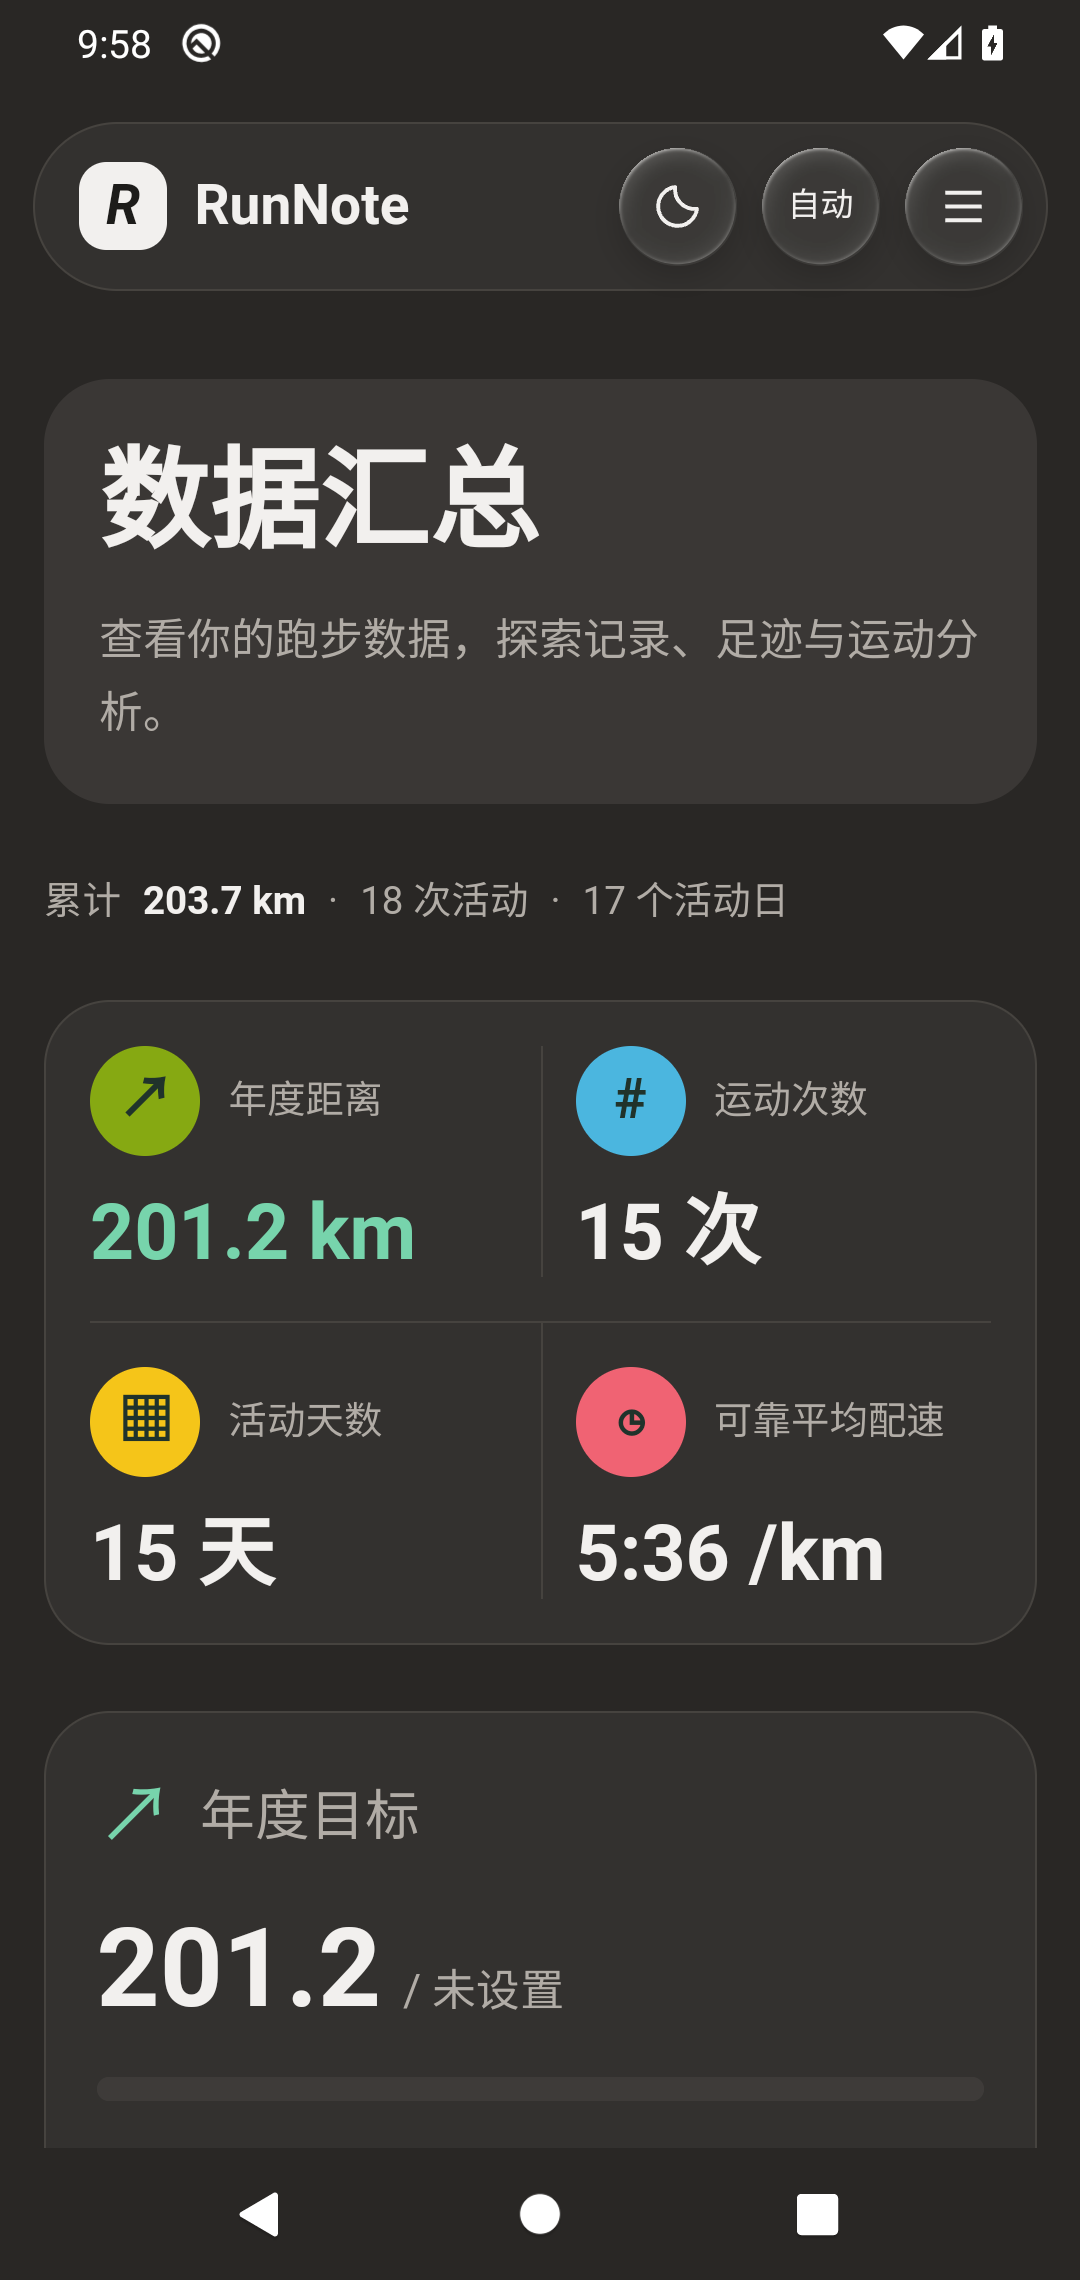 9:58
R RunNote 自动
数据汇总
查看你的跑步数据，探索记录、足迹与运动分
析。
累计 203.7 km · 18 次活动 · 17 个活动日
年度距离
# 运动次数
201.2 km
15 次
活动天数
可靠平均配速
15 天
5:36 /km
年度目标
201.2 / 未设置